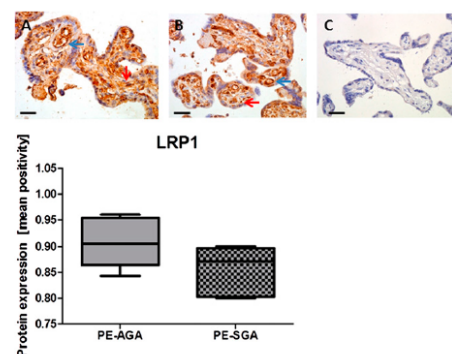 A
B
C
LRP1
Protein expression [mean positivity]
1.05
1.00
0.95
0.90
0.85
0.80
0.75
PE-AGA
PE-SGA